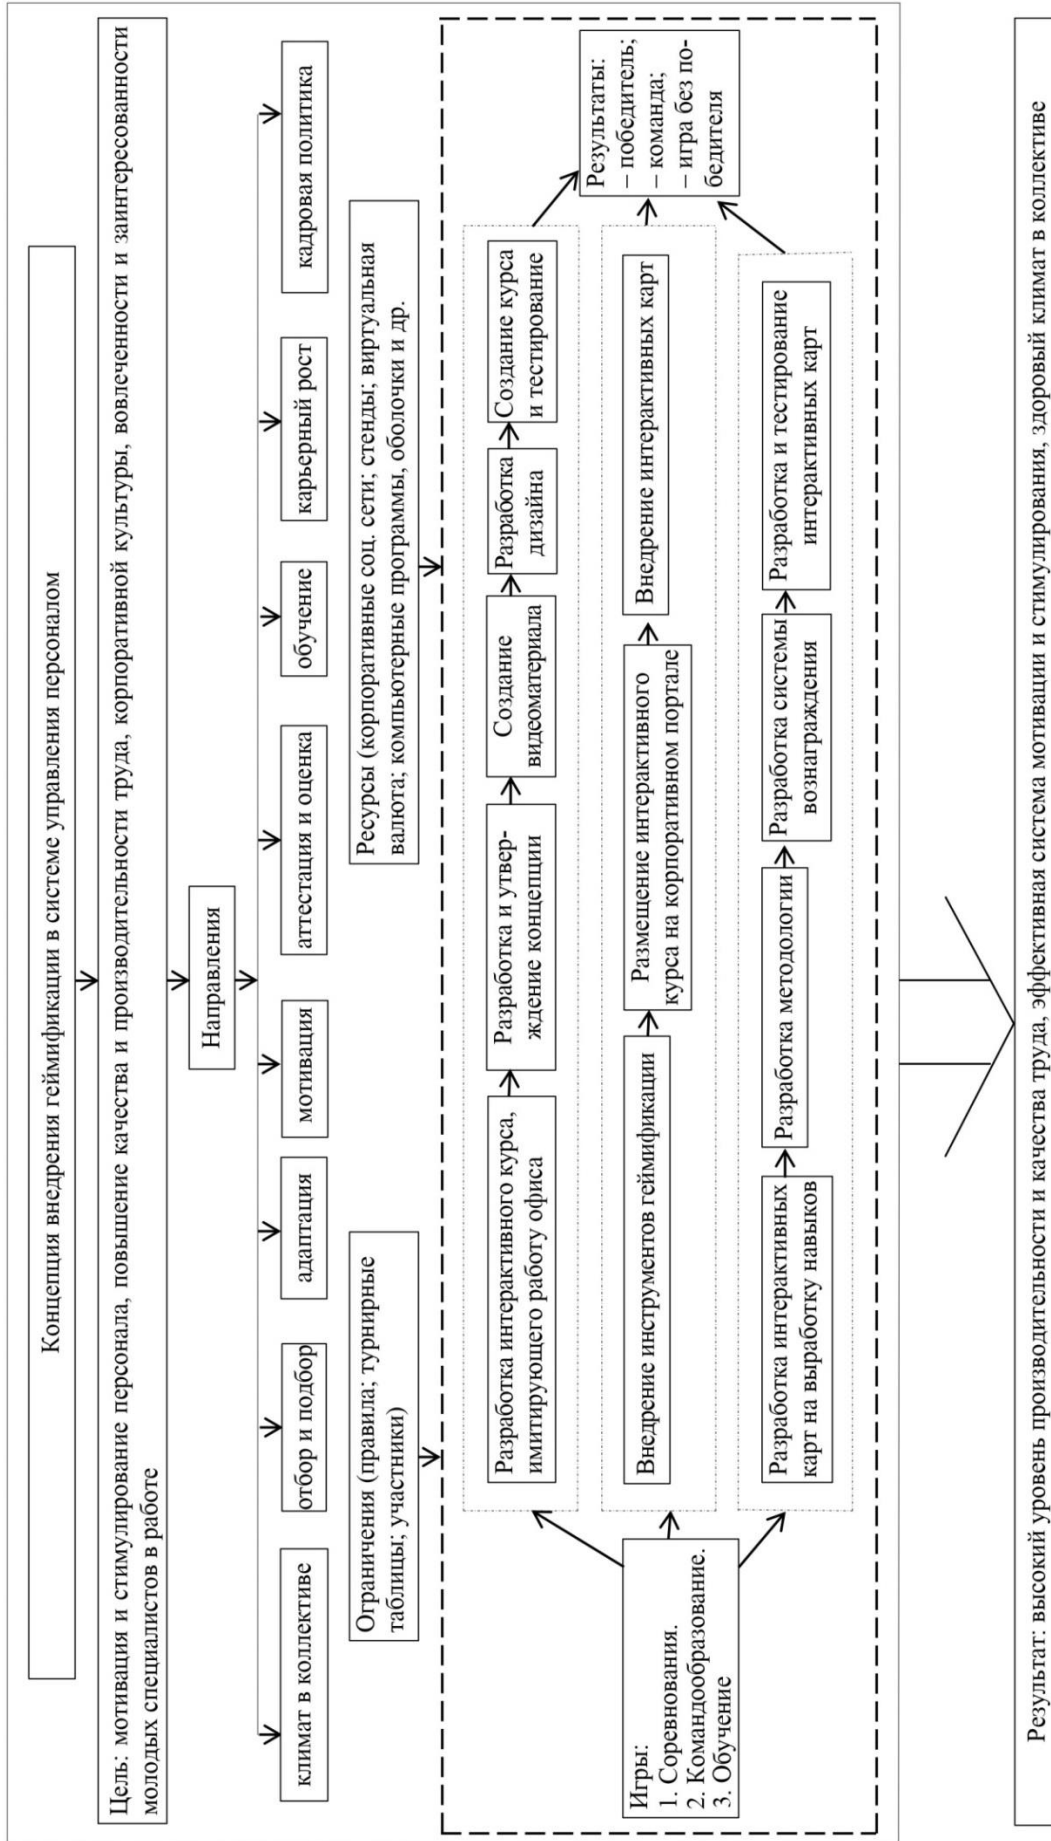 Концепция внедрения геймификации в системе управления персоналом
Цель: мотивация и стимулирование персонала, повышение качества и производительности труда, корпоративной культуры, вовлеченности и заинтересованности
молодых специалистов в работе
Направления
климат в коллективе
отбор и подбор
адаптация
мотивация
аттестация и оценка
обучение
карьерный рост
кадровая политика
Ограничения (правила; турнирные
таблицы; участники)
Ресурсы (корпоративные соц. сети; стенды; виртуальная
валюта; компьютерные программы, оболочки и др.
Игры:
1. Соревнования.
2. Командообразование.
3. Обучение
Разработка интерактивного курса,
имитирующего работу офиса
Разработка и утвер-
ждение концепции
Создание
видеоматериала
Разработка
дизайна
Создание курса
и тестирование
Внедрение инструментов геймификации
Размещение интерактивного
курса на корпоративном портале
Внедрение интерактивных карт
Разработка интерактивных
карт на выработку навыков
Разработка методологии
Разработка системы
вознаграждения
Разработка и тестирование
интерактивных карт
Результаты:
– победитель;
– команда;
– игра без по-
бедителя
Результат: высокий уровень производительности и качества труда, эффективная система мотивации и стимулирования, здоровый климат в коллективе